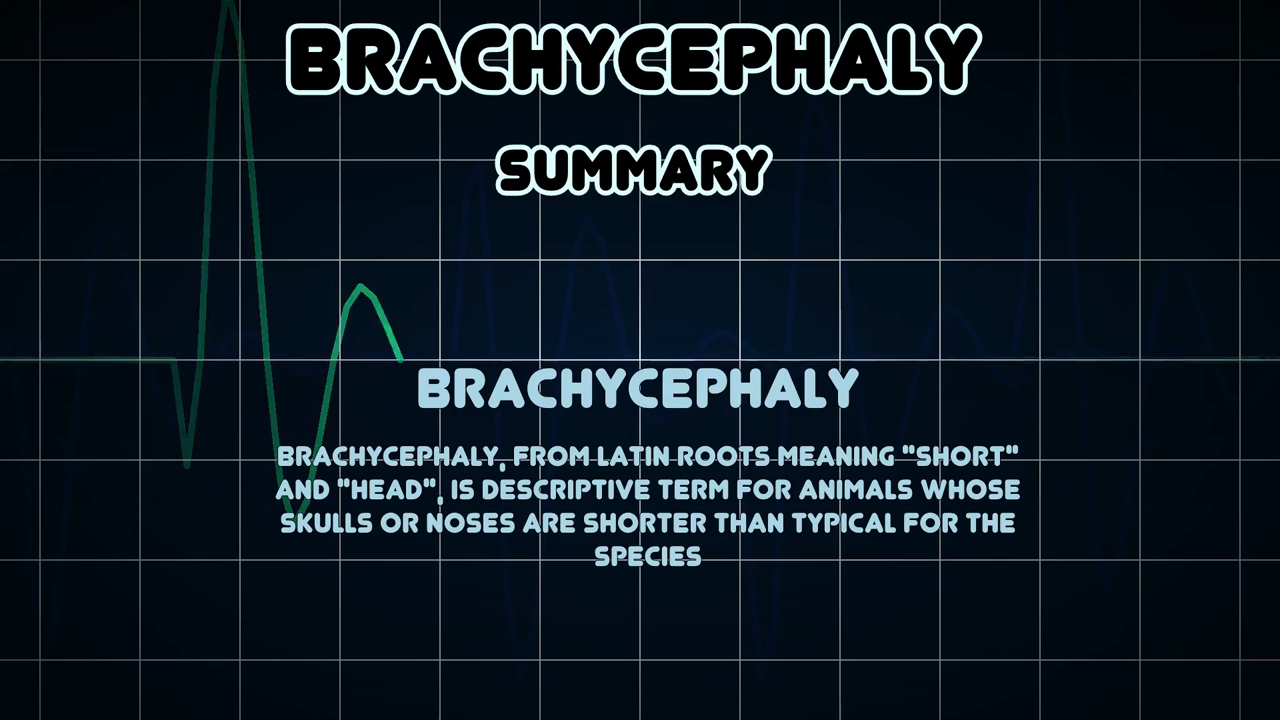 BRACHYCEPHALY
SUMMARY
BRACHYCEPHALY
BRACHYCEPHALY, FROM LATIN ROOTS MEANING "SHORT"
AND "HEAD", IS DESCRIPTIVE TERM FOR ANIMALS WHOSE
SKULLS OR NOSES ARE SHORTER THAN TYPICAL FOR THE
SPECIES